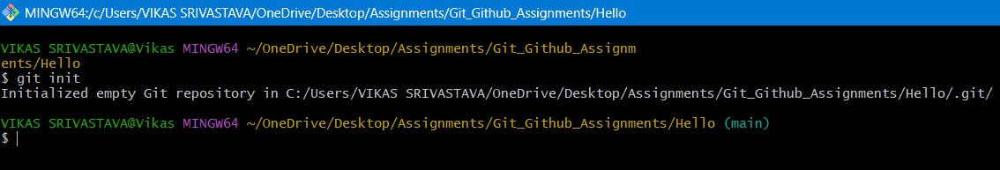 MINGW64:/c/Users/VIKAS SRIVASTAVA/OneDrive/Desktop/Assignments/Git_Github_Assignments/Hello
VIKAS SRIVASTAVA@Vikas MINGW64 ~/OneDrive/Desktop/Assignments/Git_Github_Assignm
ents/Hello
$ git init
Initialized empty Git repository in C:/Users/VIKAS SRIVASTAVA/OneDrive/Desktop/Assignments/Git_Github_Assignments/Hello/.git/
VIKAS SRIVASTAVA@Vikas MINGW64 ~/OneDrive/Desktop/Assignments/Git_Github_Assignments/Hello (main)
$